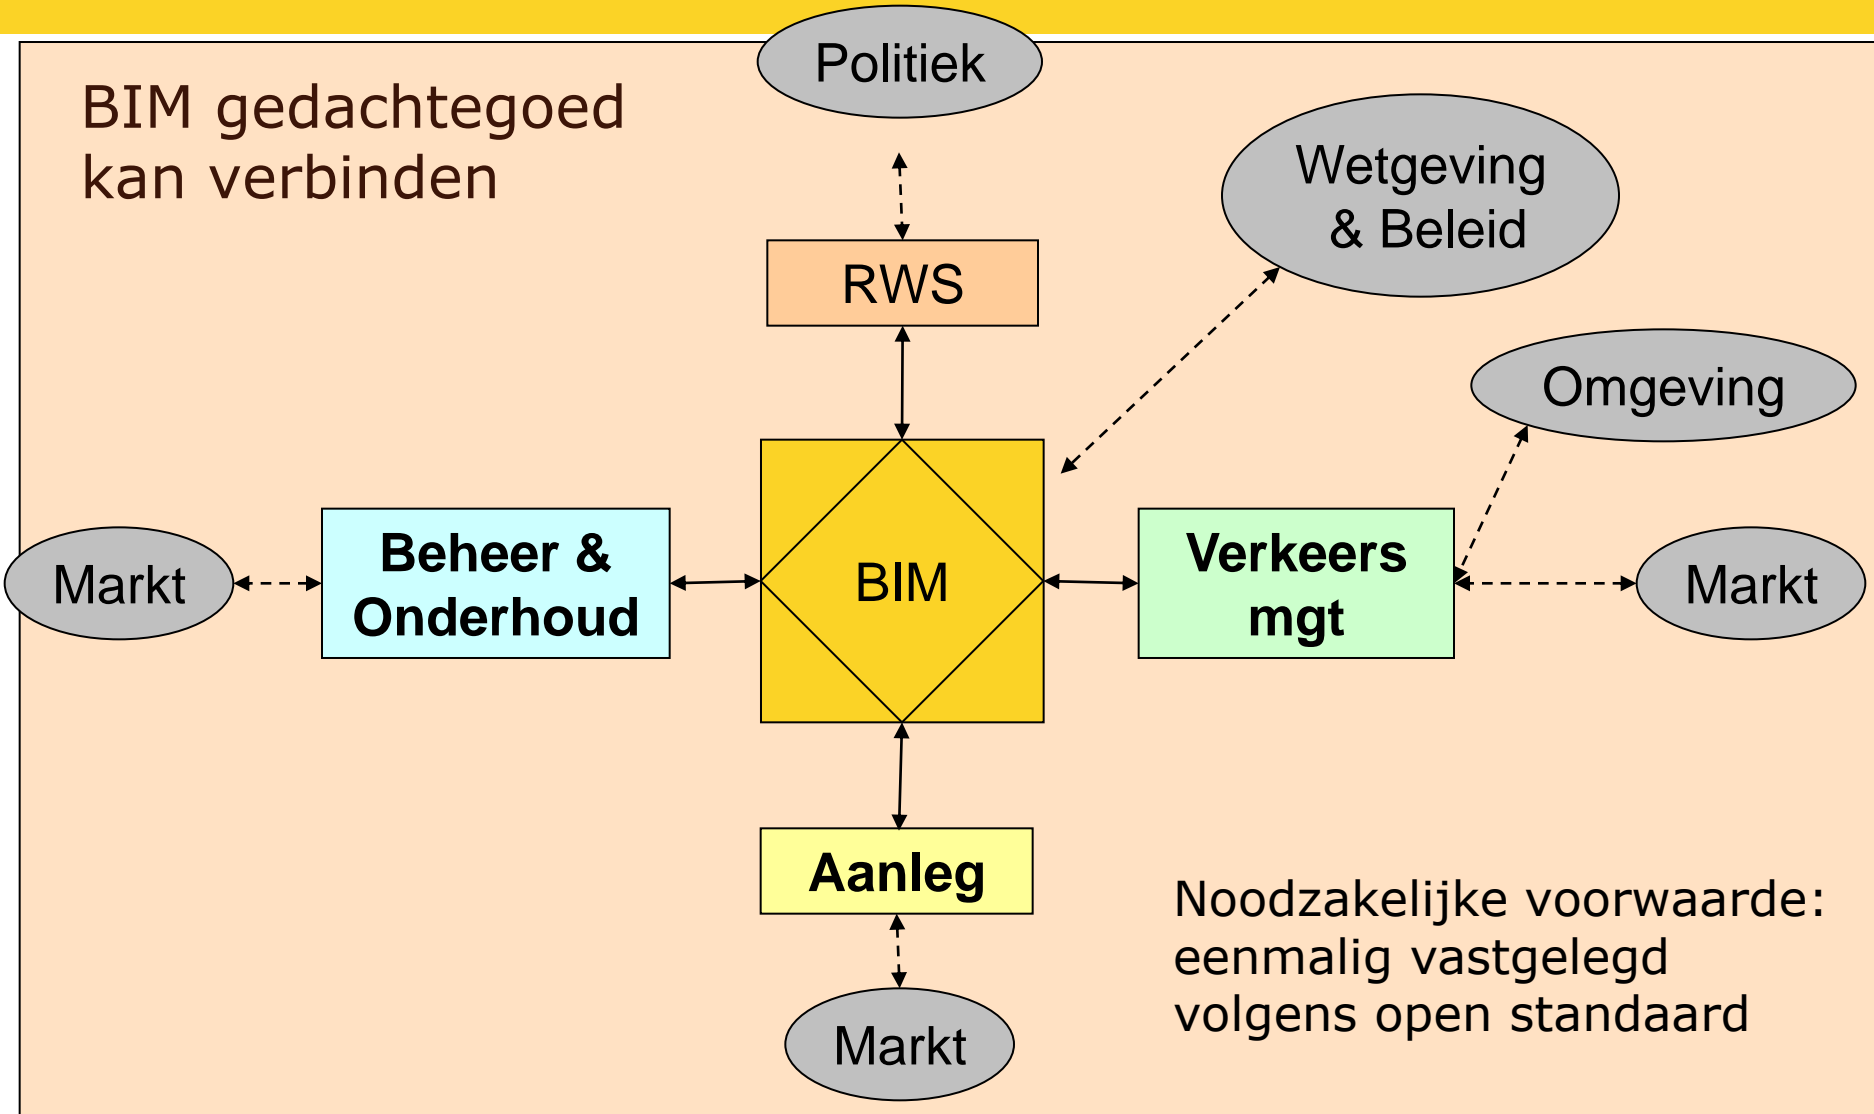 Politiek
BIM gedachtegoed
kan verbinden
Wetgeving
& Beleid
RWS
Omgeving
Markt
Beheer &
Onderhoud
BIM
Verkeers
mgt
Markt
Aanleg
Noodzakelijke voorwaarde:
eenmalig vastgelegd
volgens open standaard
Markt